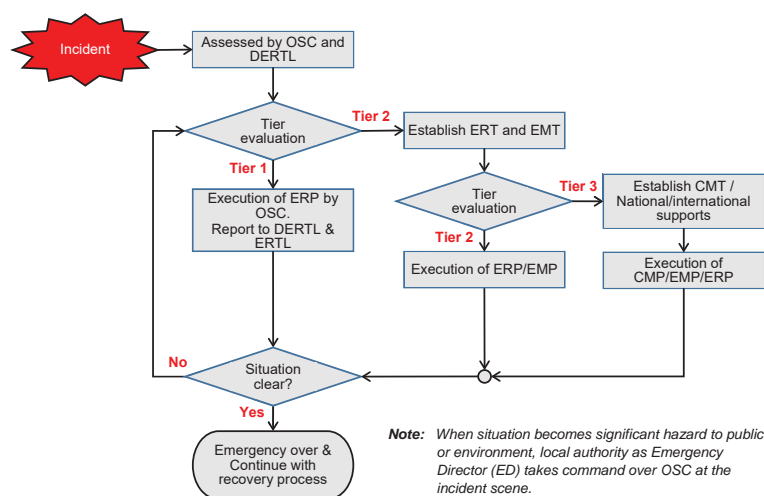 Incident
Assessed by OSC and
DERTL
Tier
evaluation
Tier 2
Establish ERT and EMT
Tier 1
Execution of ERP by
OSC.
Report to DERTL &
ERTL
Tier
evaluation
Tier 3
Establish CMT /
National/international
supports
Tier 2
Execution of ERP/EMP
Execution of
CMP/EMP/ERP
Situation
clear?
No
Yes
Emergency over &
Continue with
recovery process
Note: When situation becomes significant hazard to public
or environment, local authority as Emergency
Director (ED) takes command over OSC at the
incident scene.